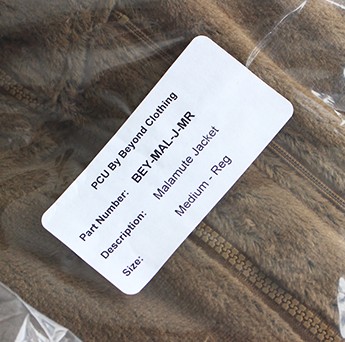 PCU By Beyond Clothing
Part Number: BEY-MAL-J-MR
Description: Malamute Jacket
Size: Medium - Reg